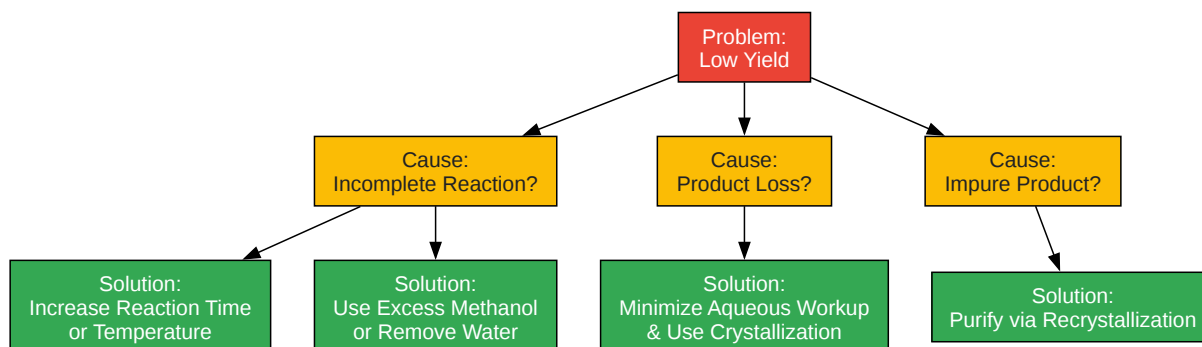 Problem:
Low Yield
Cause:
Incomplete Reaction?
Cause:
Product Loss?
Cause:
Impure Product?
Solution:
Increase Reaction Time
or Temperature
Solution:
Use Excess Methanol
or Remove Water
Solution:
Minimize Aqueous Workup
& Use Crystallization
Solution:
Purify via Recrystallization